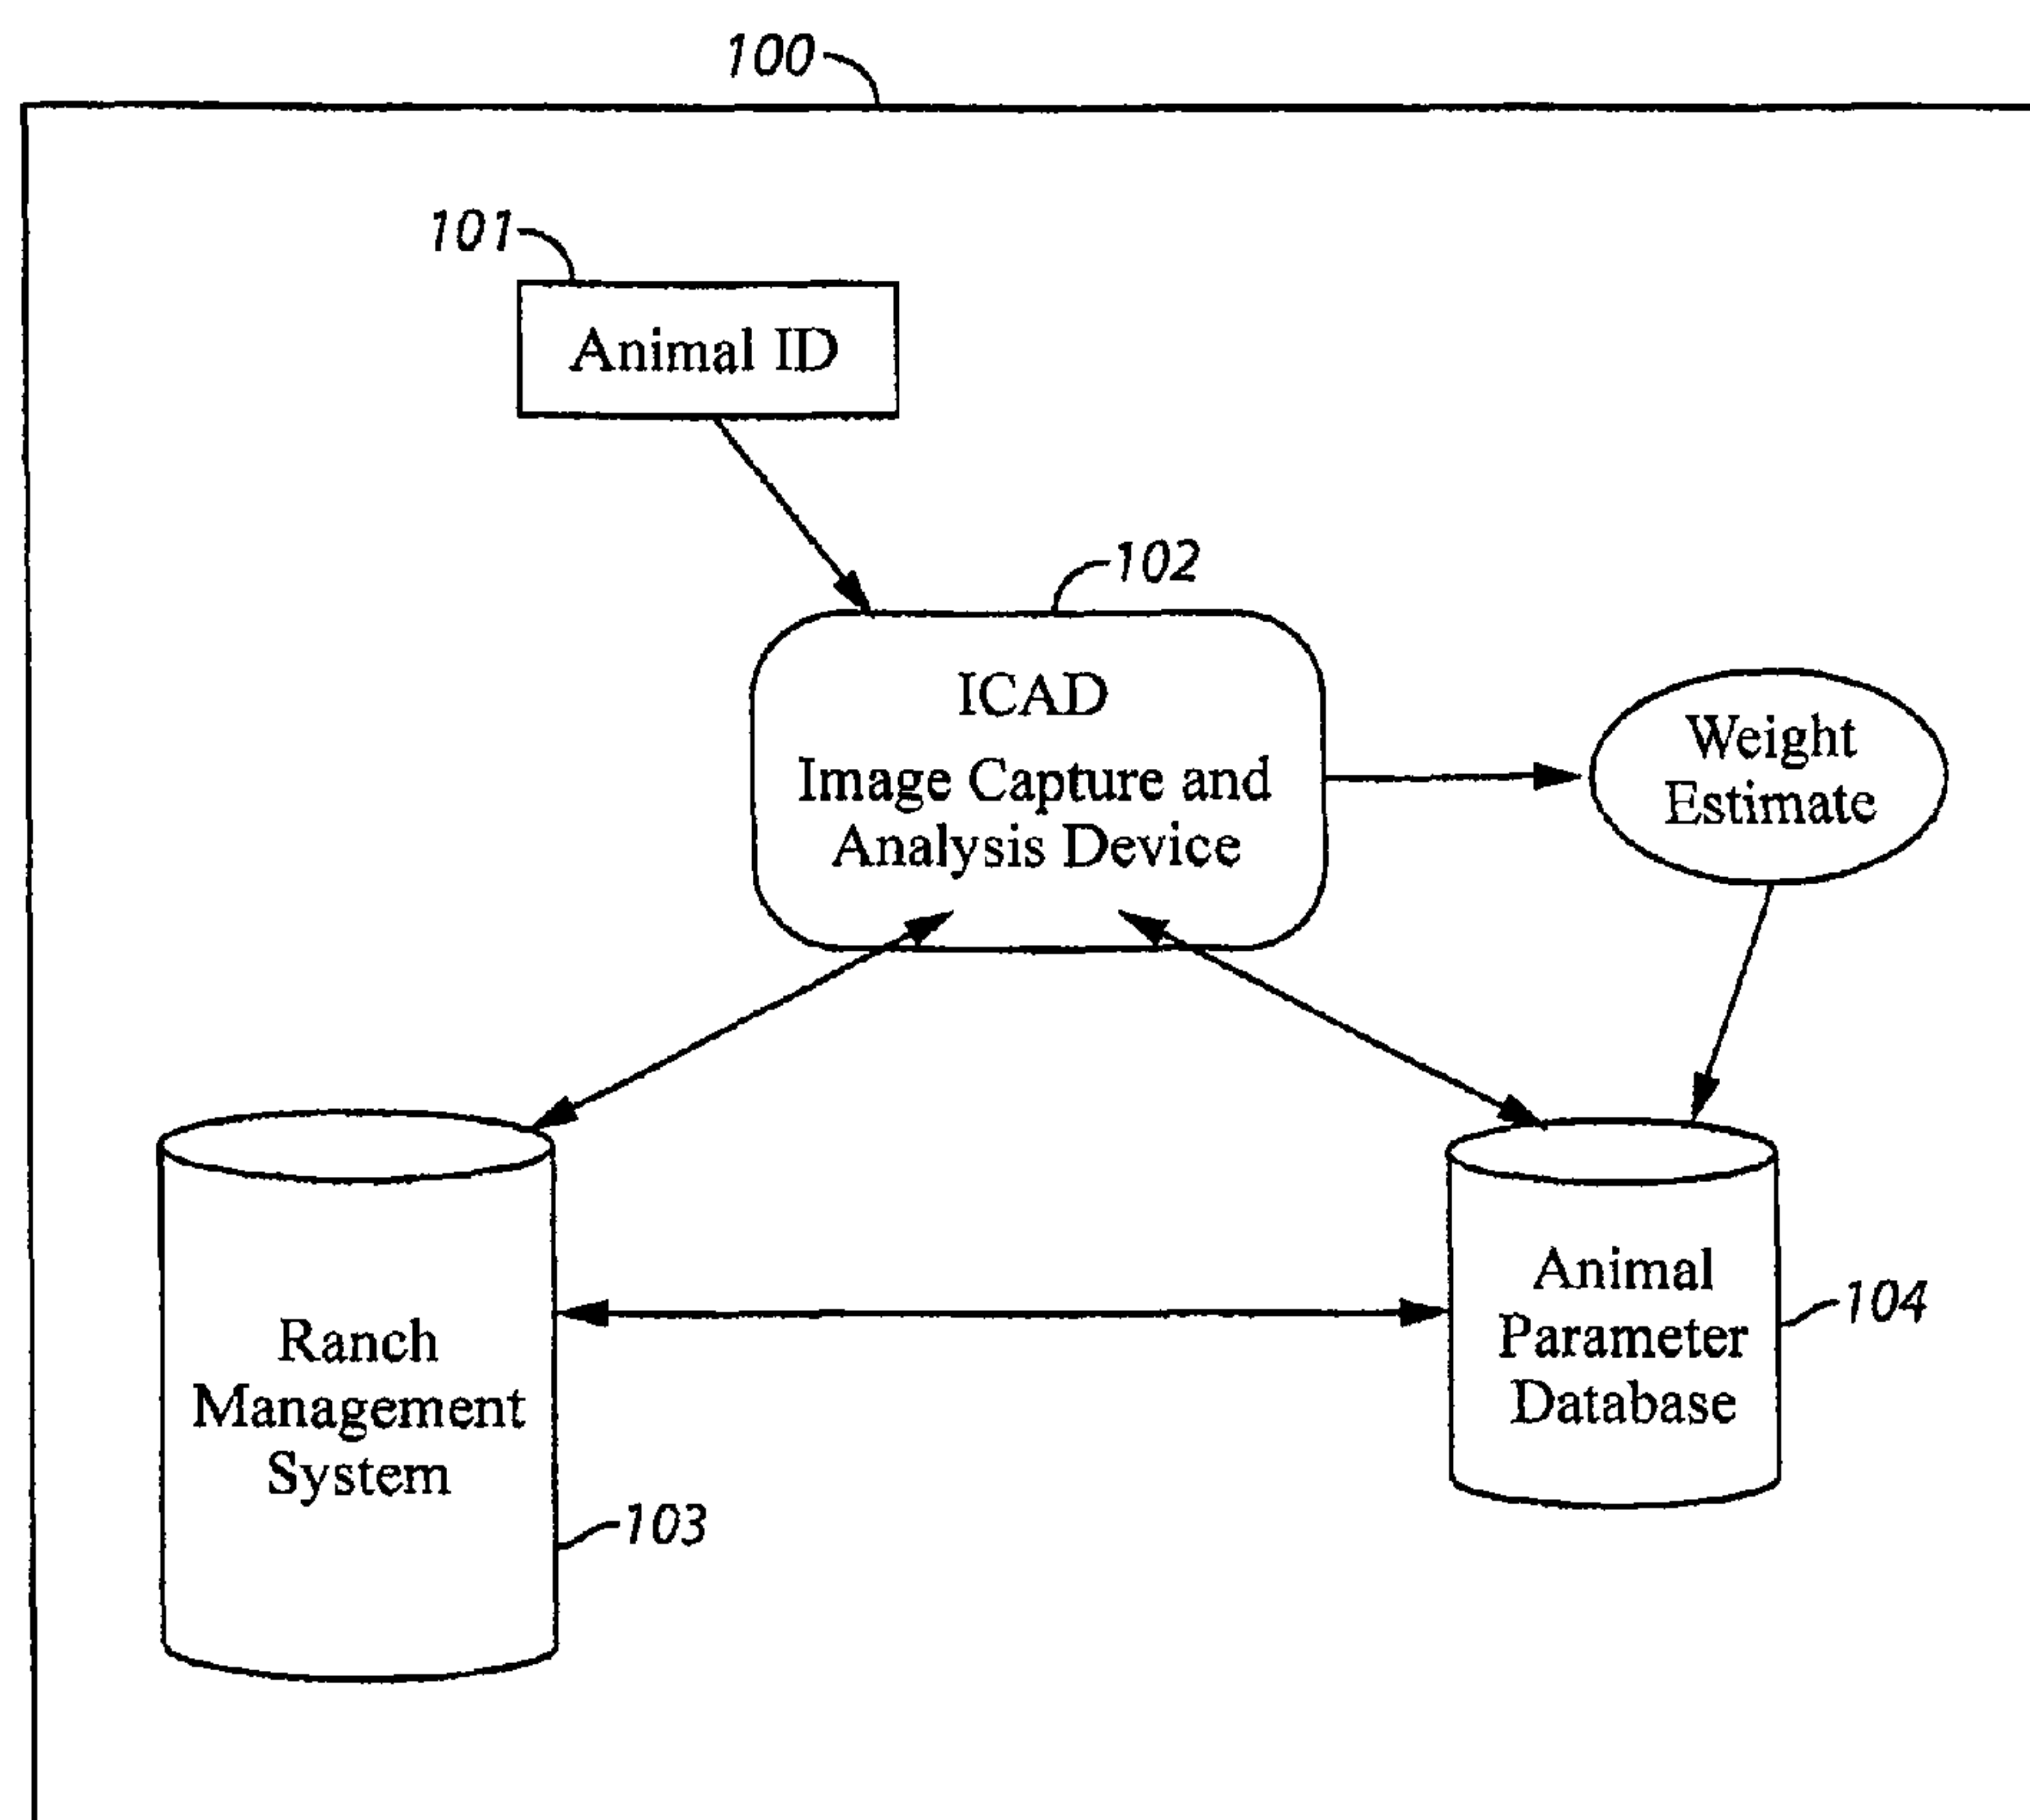 100
101
Animal ID
102
ICAD
Image Capture and
Analysis Device
Weight
Estimate
Ranch
Management
System
103
Animal
Parameter
Database
104